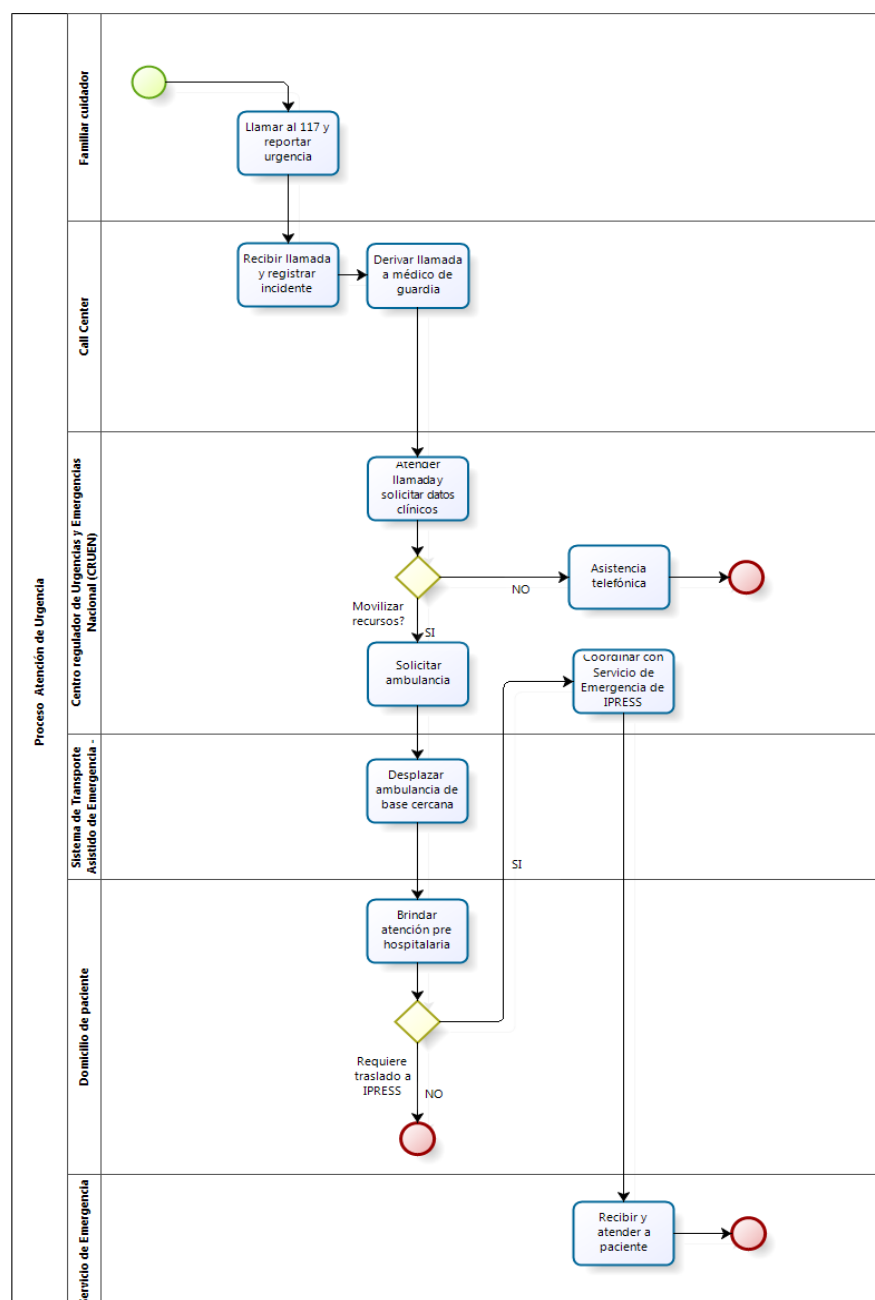 Proceso  Atención de Urgencia
Familiar cuidador
Llamar al 117 y
reportar
urgencia
Call Center
Recibir llamada
y registrar
incidente
Derivar llamada
a médico de
guardia
Centro regulador de Urgencias y Emergencias
Nacional (CRUEN)
Atender
llamada y
solicitar datos
clínicos
Movilizar
recursos?
NO
SI
Asistencia
telefónica
Solicitar
ambulancia
Coordinar con
Servicio de
Emergencia de
IPRESS
Sistema de Transporte
Asistido de Emergencia -
Desplazar
ambulancia de
base cercana
SI
Domicilio de paciente
Brindar
atención pre
hospitalaria
Requiere
traslado a
IPRESS
NO
Servicio de Emergencia
Recibir y
atender a
paciente